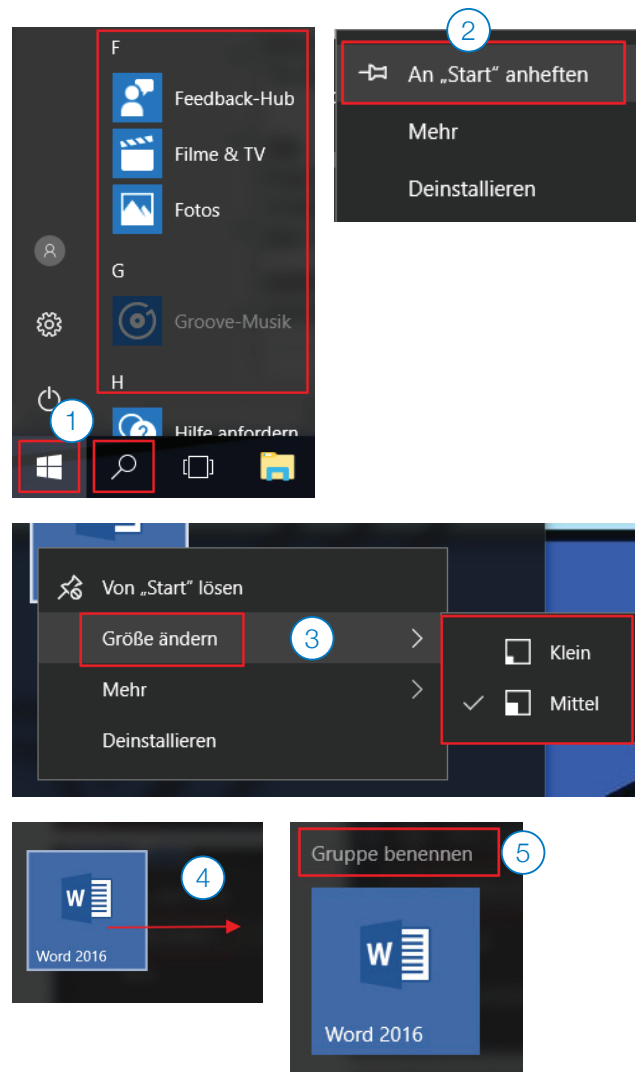 F
Feedback-Hub
Filme & TV
Fotos
G
Groove-Musik
H
Hilfe anfordern
1
2
An „Start“ anheften
Mehr
Deinstallieren
Von „Start“ lösen
Größe ändern
3
Mehr
Deinstallieren
Klein
Mittel
4
W
Word 2016
Gruppe benennen
5
W
Word 2016